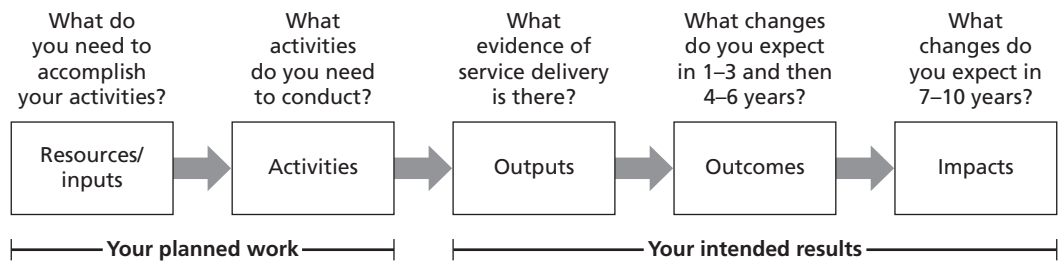 What do
you need to
accomplish
your activities?
What
activities
do you need
to conduct?
What
evidence of
service delivery
is there?
What changes
do you expect
in 1–3 and then
4–6 years?
What
changes do
you expect in
7–10 years?
Resources/
inputs
Activities
Outputs
Outcomes
Impacts
Your planned work
Your intended results